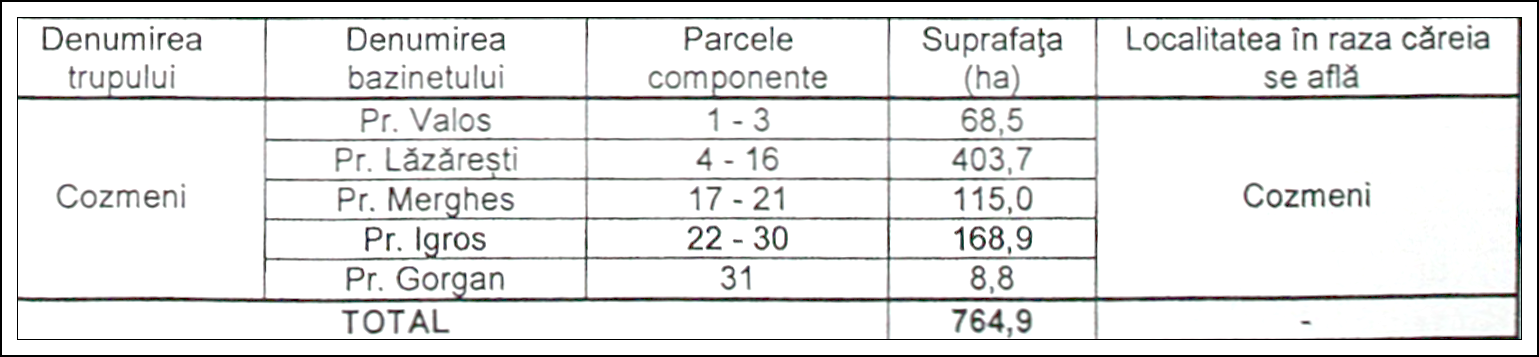 Denumirea trupului | Denumirea bazinetului | Parcele componente | Suprafaţa (ha) | Localitatea în raza căreia se află
Cozmeni | Pr. Valos | 1 - 3 | 68,5 | Cozmeni
Pr. Lăzărești | 4 - 16 | 403,7
Pr. Merghes | 17 - 21 | 115,0
Pr. Igros | 22 - 30 | 168,9
Pr. Gorgan | 31 | 8,8
TOTAL | 764,9 | -